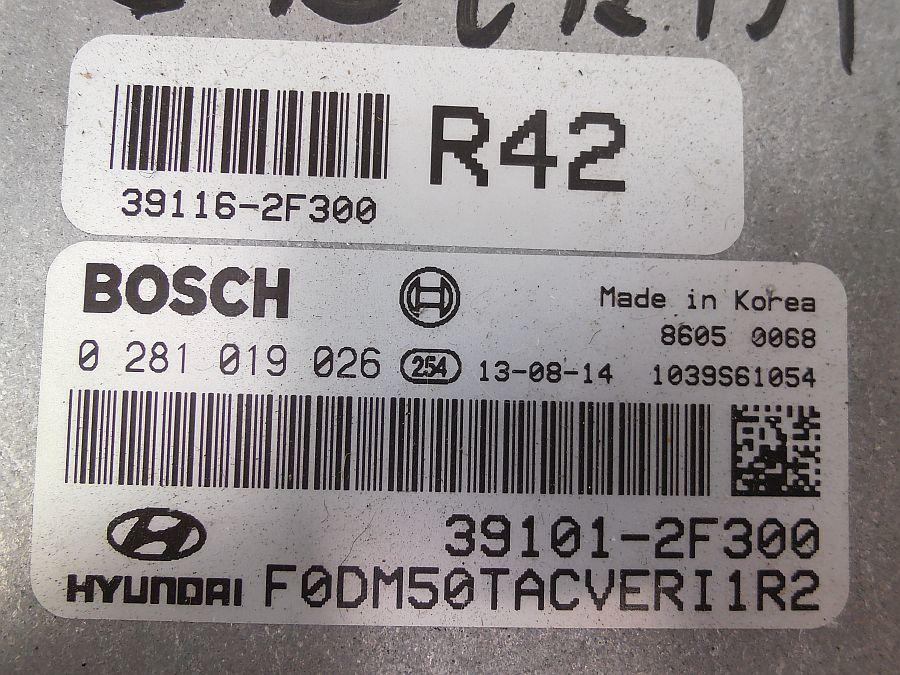 R42
39116-2F300
BOSCH
Made in Korea
8605 0068
0 281 019 026 254 13-08-14 1039S61054
39101-2F300
HYUNDAI F0DM50TACVERI1R2